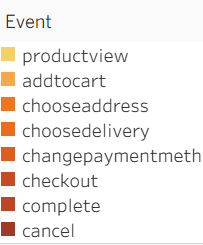 Event
productview
addtocart
chooseaddress
choosedelivery
changepaymentmeth
checkout
complete
cancel